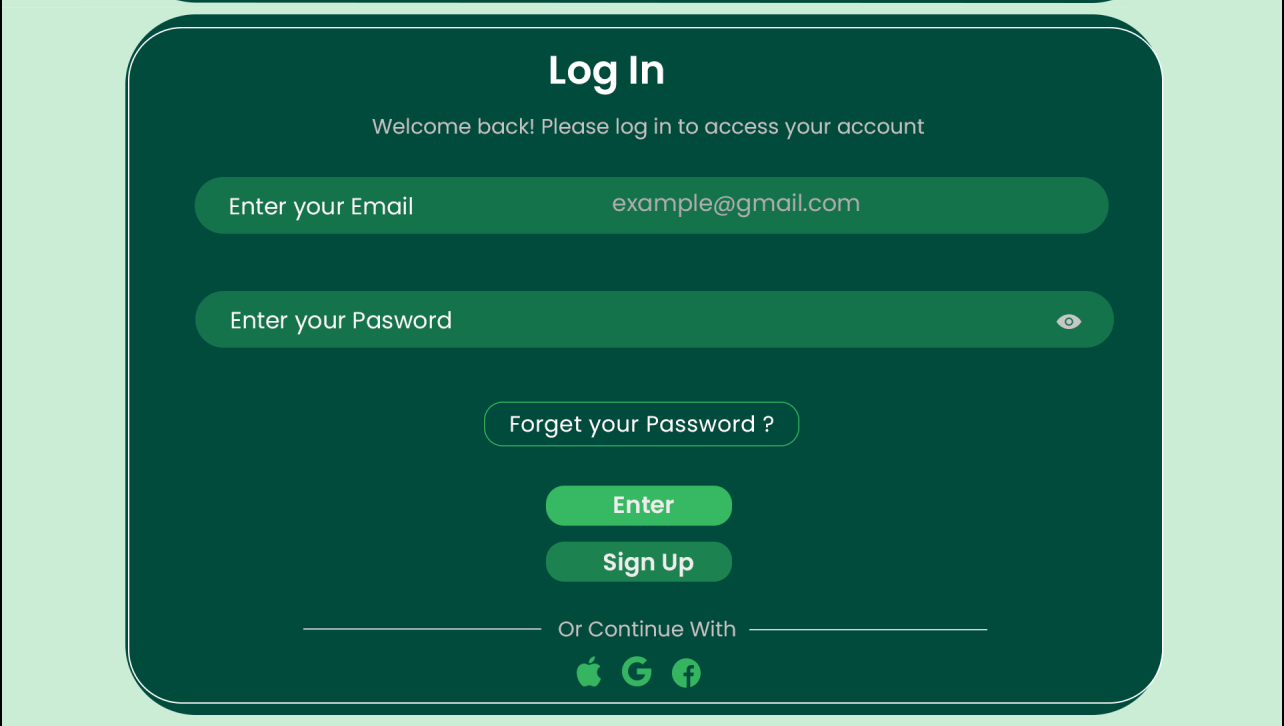 Log In
Welcome back! Please log in to access your account
Enter your Email example@gmail.com
Enter your Pasword
Forget your Password ?
Enter
Sign Up
Or Continue With